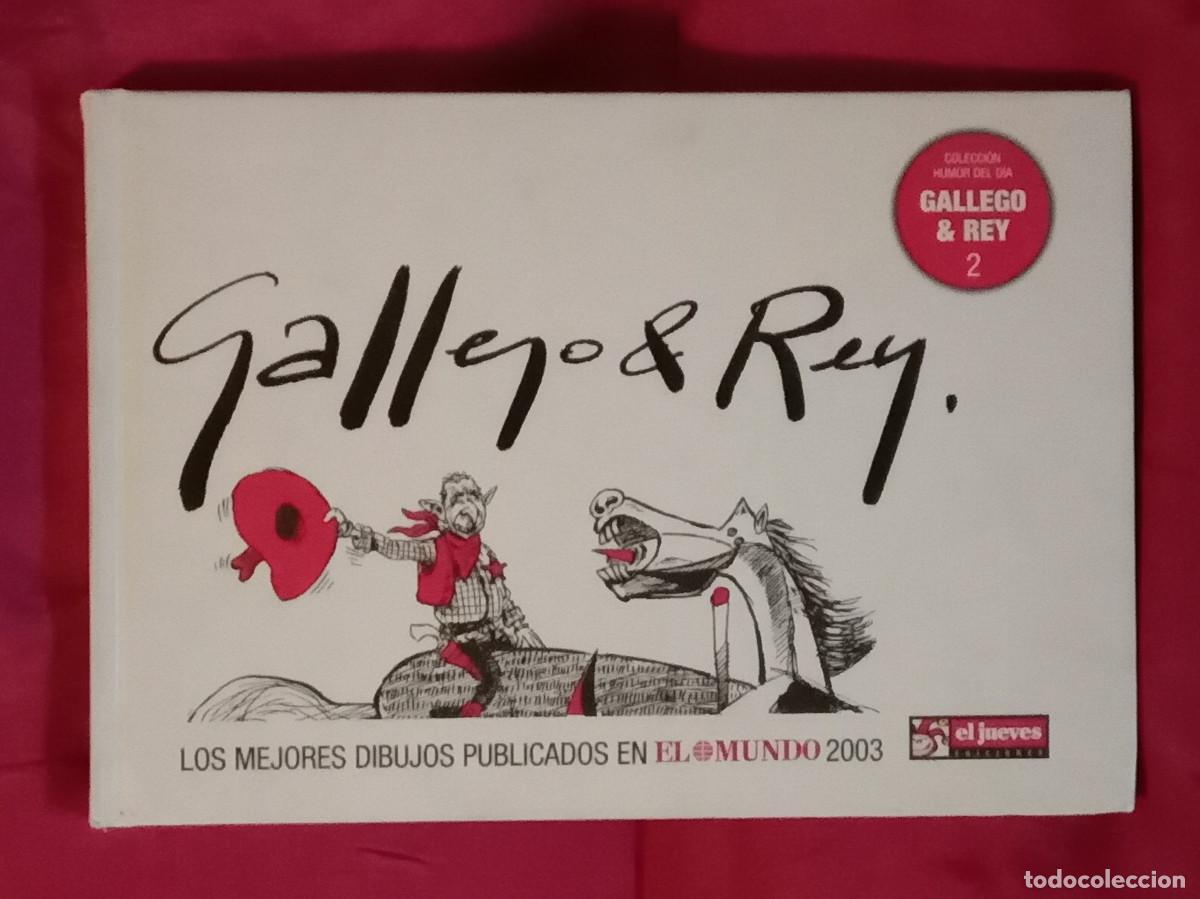 COLECCIÓN
HUMOR DEL DÍA
GALLEGO
& REY
2
Gallego & Rey.
LOS MEJORES DIBUJOS PUBLICADOS EN EL MUNDO 2003
el jueves
EDICIONES
todocoleccion